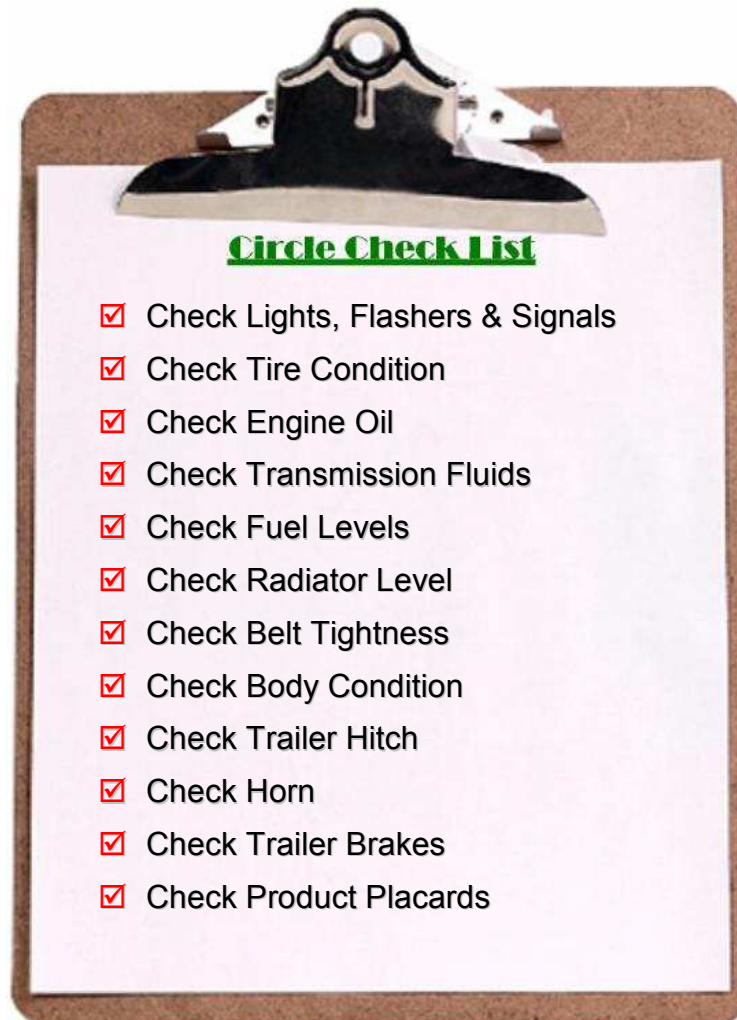 Circle Check List
☑ Check Lights, Flashers & Signals
☑ Check Tire Condition
☑ Check Engine Oil
☑ Check Transmission Fluids
☑ Check Fuel Levels
☑ Check Radiator Level
☑ Check Belt Tightness
☑ Check Body Condition
☑ Check Trailer Hitch
☑ Check Horn
☑ Check Trailer Brakes
☑ Check Product Placards